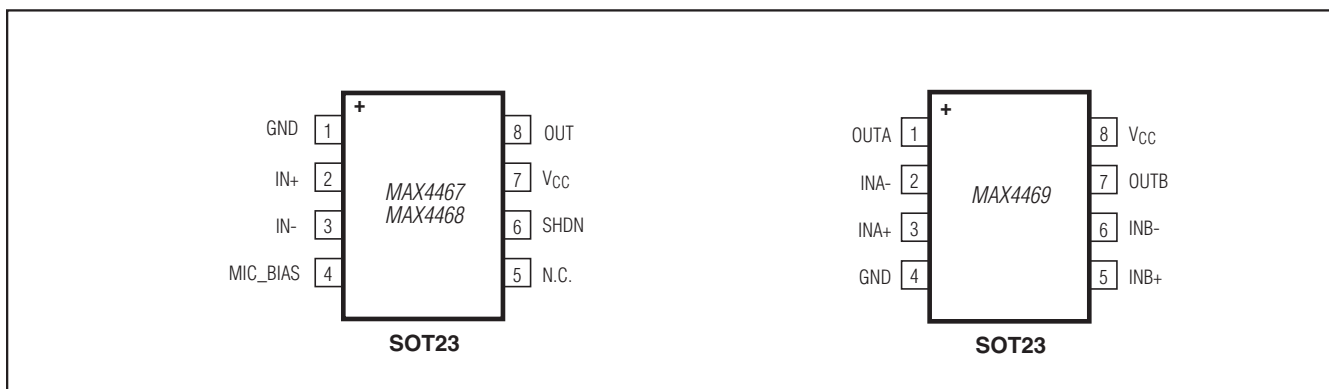 +
GND 1
8 OUT
IN+ 2
7 VCC
IN- 3
6 SHDN
MIC_BIAS 4
5 N.C.
MAX4467
MAX4468
SOT23
+
OUTA 1
8 VCC
INA- 2
7 OUTB
INA+ 3
6 INB-
GND 4
5 INB+
MAX4469
SOT23